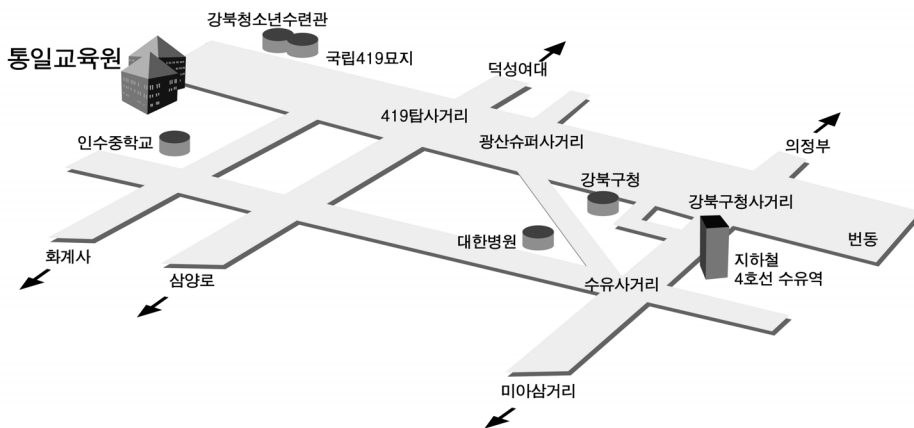 강북청소년수련관
통일교육원
국립419묘지
덕성여대
419탑사거리
광산슈퍼사거리
인수중학교
의정부
강북구청
강북구청사거리
대한병원
번동
화계사
삼양로
수유사거리
지하철
4호선 수유역
미아삼거리